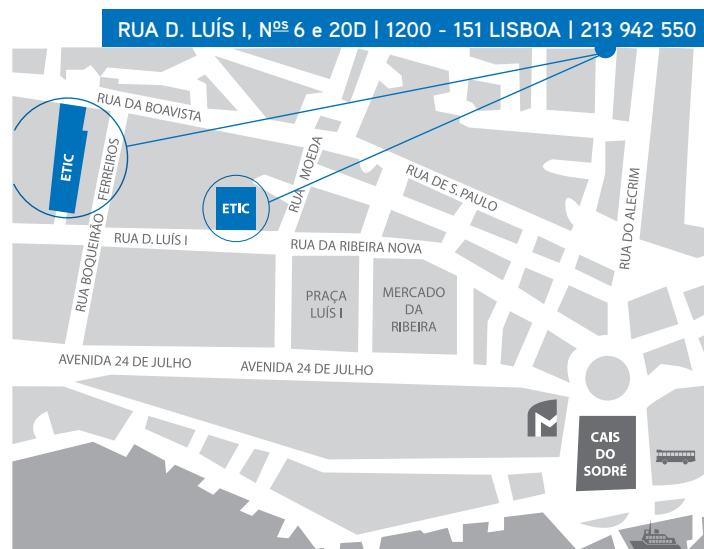 RUA D. LUÍS I, Nos 6 e 20D | 1200 - 151 LISBOA | 213 942 550
RUA DA BOAVISTA
ETIC
RUA BOQUEIRÃO FERREIROS
RUA MOEDA
ETIC
RUA DE S. PAULO
RUA DO ALECRIM
RUA D. LUÍS I
RUA DA RIBEIRA NOVA
PRAÇA
LUÍS I
MERCADO
DA
RIBEIRA
AVENIDA 24 DE JULHO
AVENIDA 24 DE JULHO
M
CAIS
DO
SODRÉ